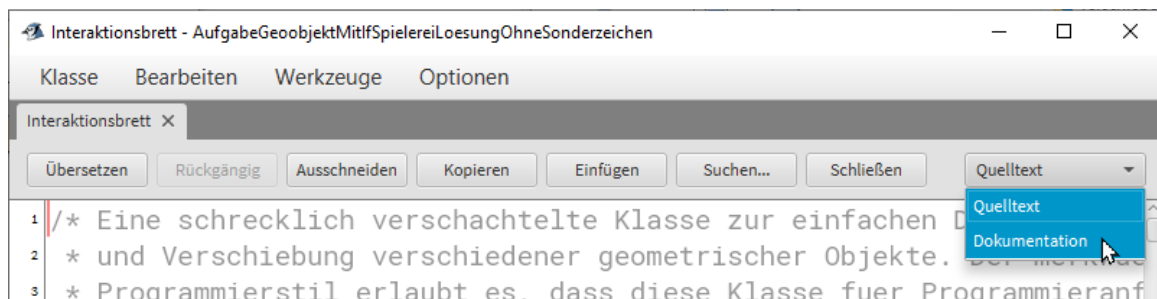 Interaktionsbrett - AufgabeGeoobjektMitIfSpielereiLoesungOhneSonderzeichen
Klasse Bearbeiten Werkzeuge Optionen
Interaktionsbrett
Übersetzen Rückgängig Ausschneiden Kopieren Einfügen Suchen... Schließen Quelltext
Quelltext
Dokumentation
1 /* Eine schrecklich verschachtelte Klasse zur einfachen D
2 * und Verschiebung verschiedener geometrischer Objekte.
3 * Programmierstil erlaubt es, dass diese Klasse fuer Programmieranf